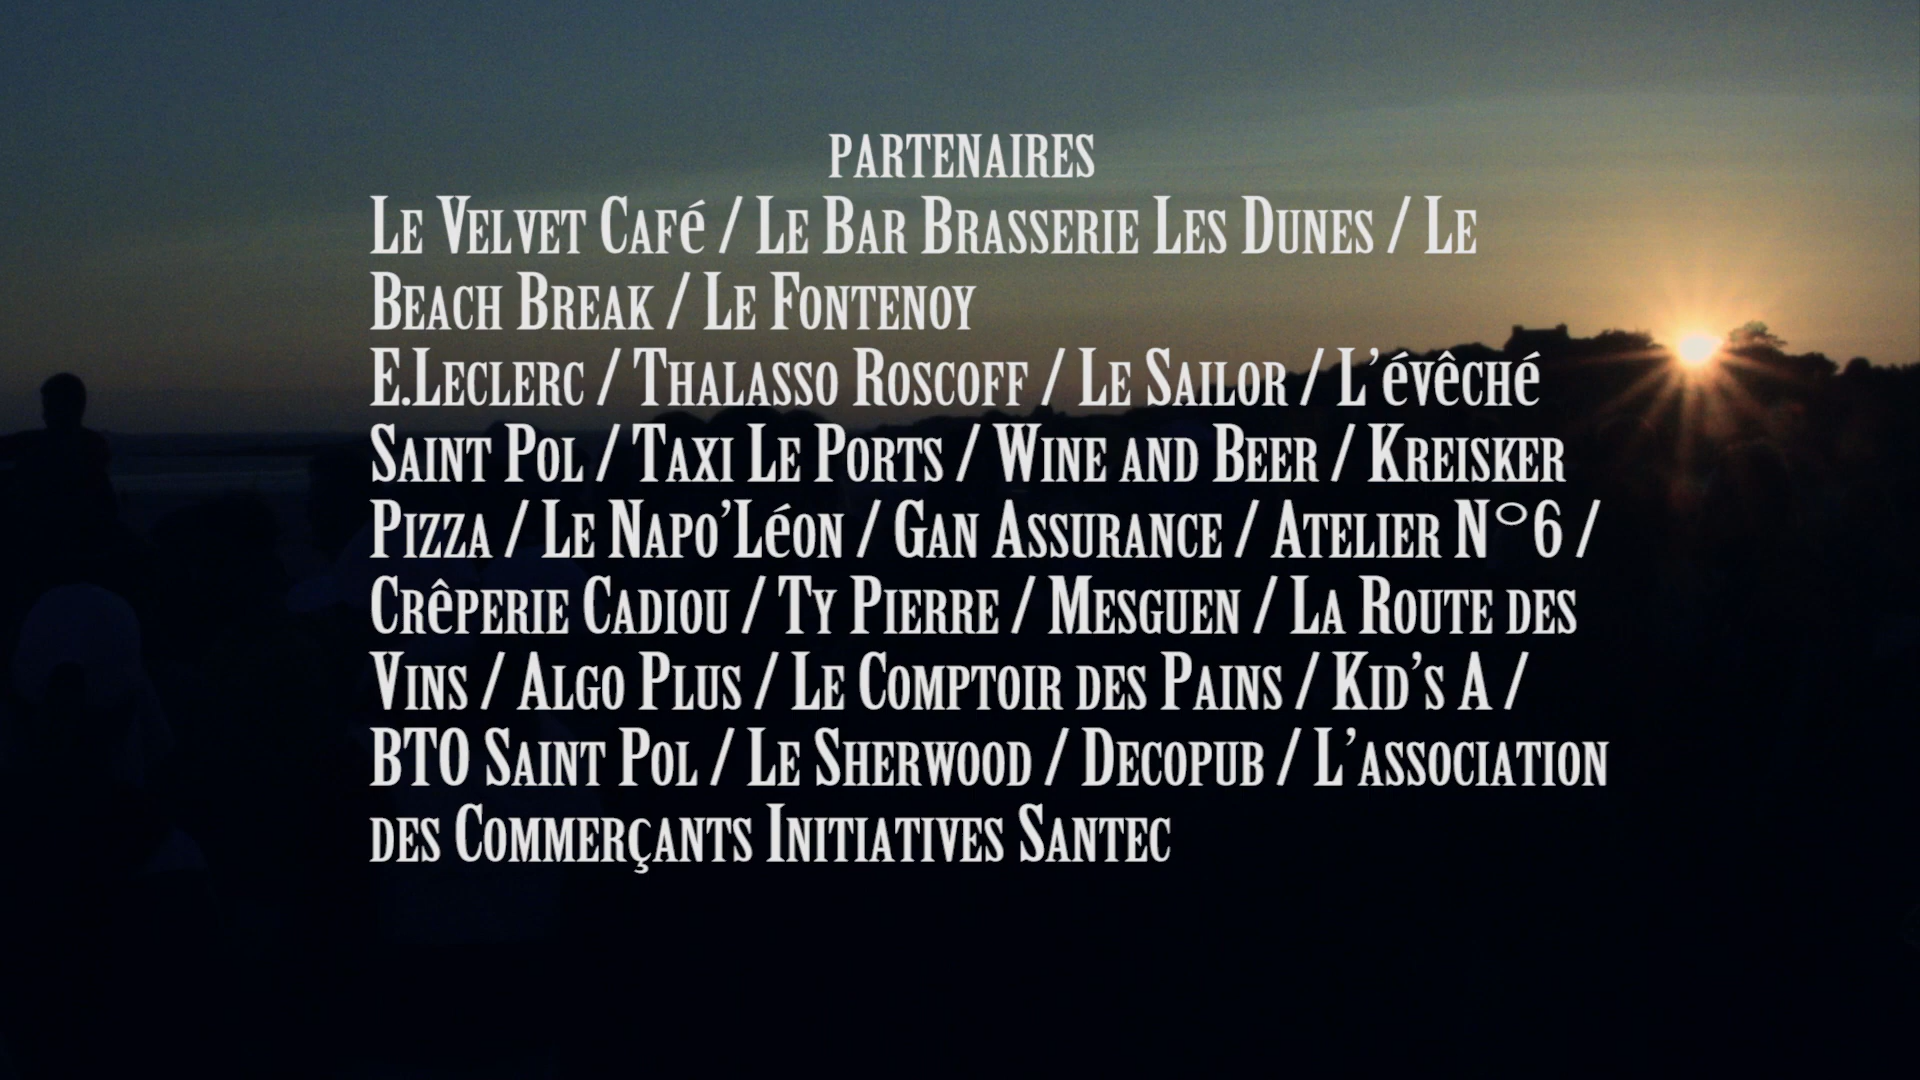 PARTENAIRES
Le Velvet Café / Le Bar Brasserie Les Dunes / Le
Beach Break / Le Fontenoy
E.Leclerc / Thalasso Roscoff / Le Sailor / L’évêché
Saint Pol / Taxi Le Ports / Wine and Beer / Kreisker
Pizza / Le Napo’Léon / Gan Assurance / Atelier N°6 /
Crêperie Cadiou / Ty Pierre / Mesguen / La Route des
Vins / Algo Plus / Le Comptoir des Pains / Kid’s A /
BTO Saint Pol / Le Sherwood / Decopub / L’association
des Commerçants Initiatives Santec